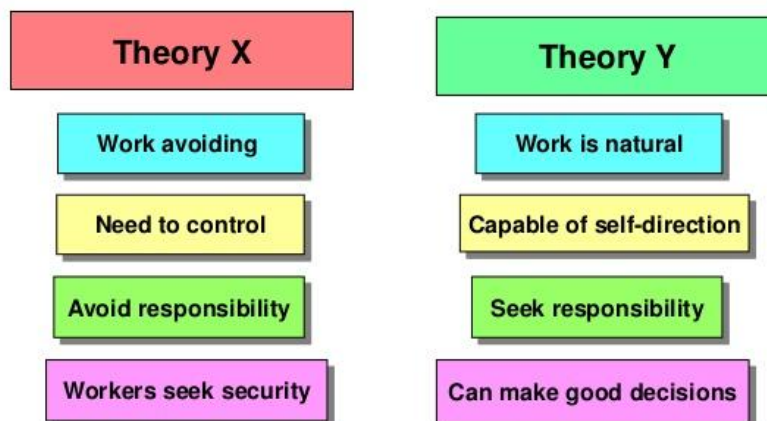 Theory X
Theory Y
Work avoiding
Work is natural
Need to control
Capable of self-direction
Avoid responsibility
Seek responsibility
Workers seek security
Can make good decisions